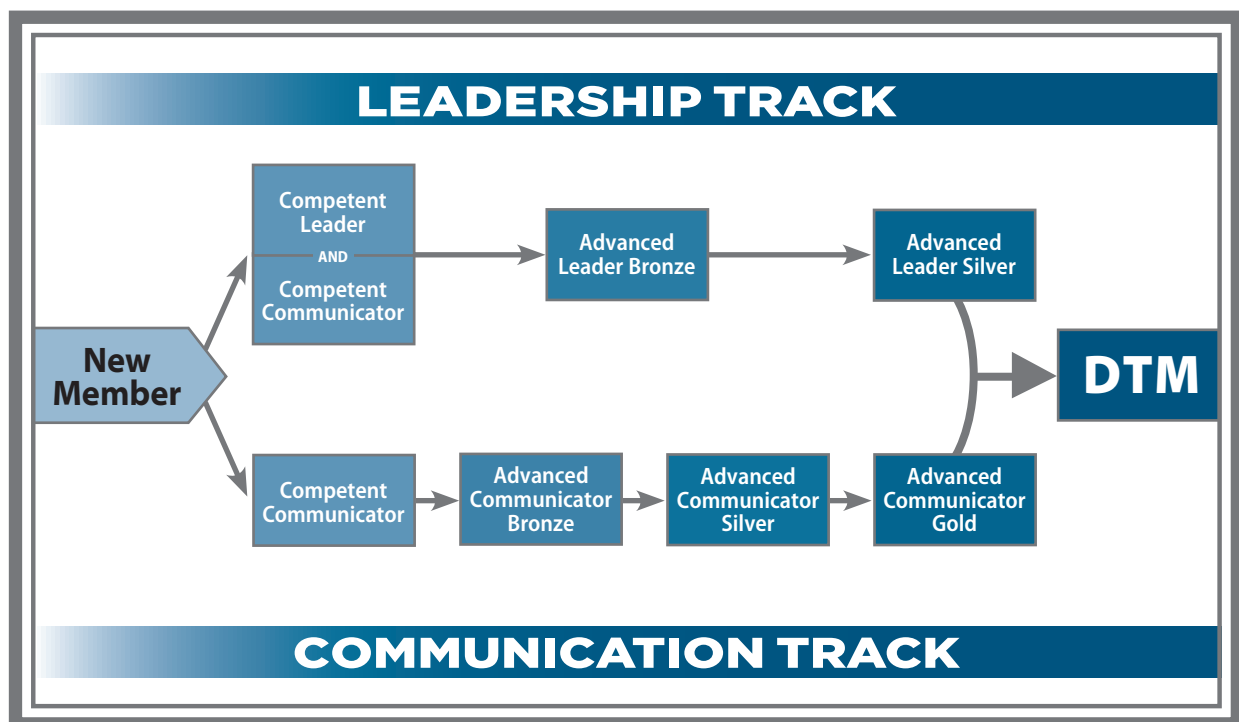 LEADERSHIP TRACK
Competent
Leader
AND
Competent
Communicator
Advanced
Leader Bronze
Advanced
Leader Silver
New
Member
DTM
Competent
Communicator
Advanced
Communicator
Bronze
Advanced
Communicator
Silver
Advanced
Communicator
Gold
COMMUNICATION TRACK